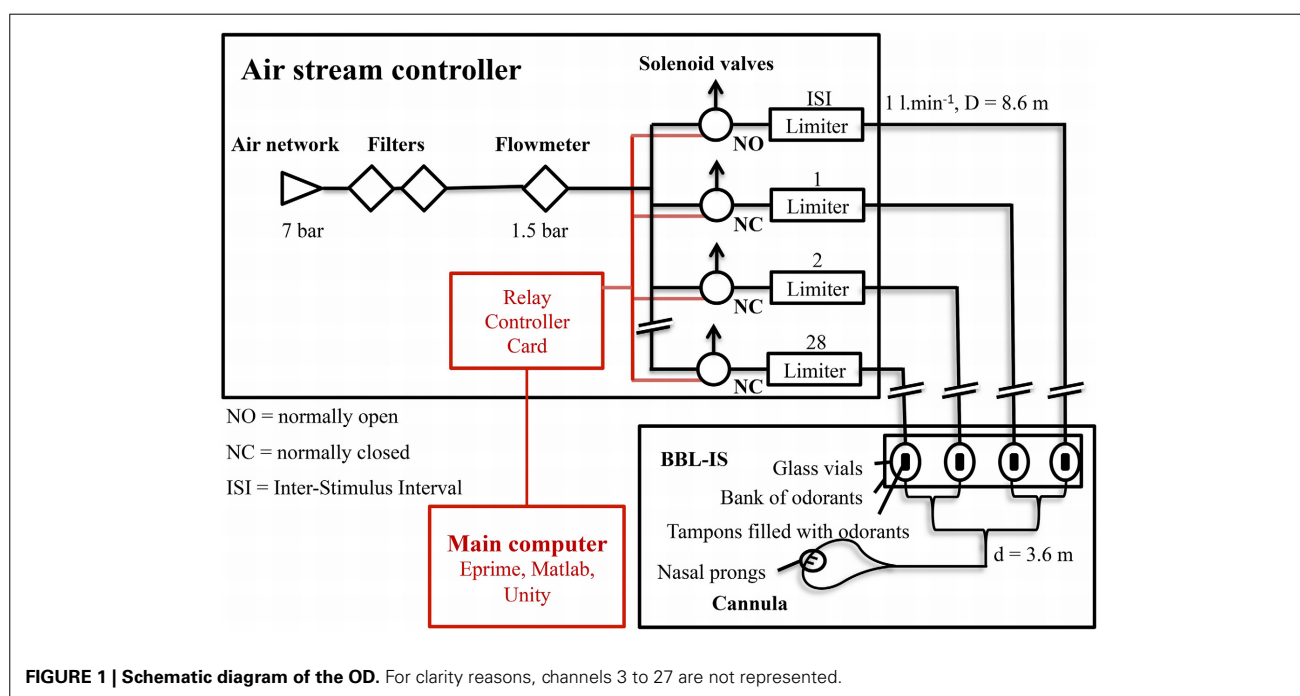 Air stream controller
Solenoid valves
Air network
Filters
Flowmeter
7 bar
1.5 bar
ISI
Limiter
NO
1 l.min⁻¹, D = 8.6 m
1
Limiter
NC
2
Limiter
NC
28
Limiter
NC
Relay
Controller
Card
NO = normally open
NC = normally closed
ISI = Inter-Stimulus Interval
Main computer
Eprime, Matlab,
Unity
BBL-IS
Glass vials
Bank of odorants
Tampons filled with odorants
d = 3.6 m
Nasal prongs
Cannula
FIGURE 1 | Schematic diagram of the OD. For clarity reasons, channels 3 to 27 are not represented.